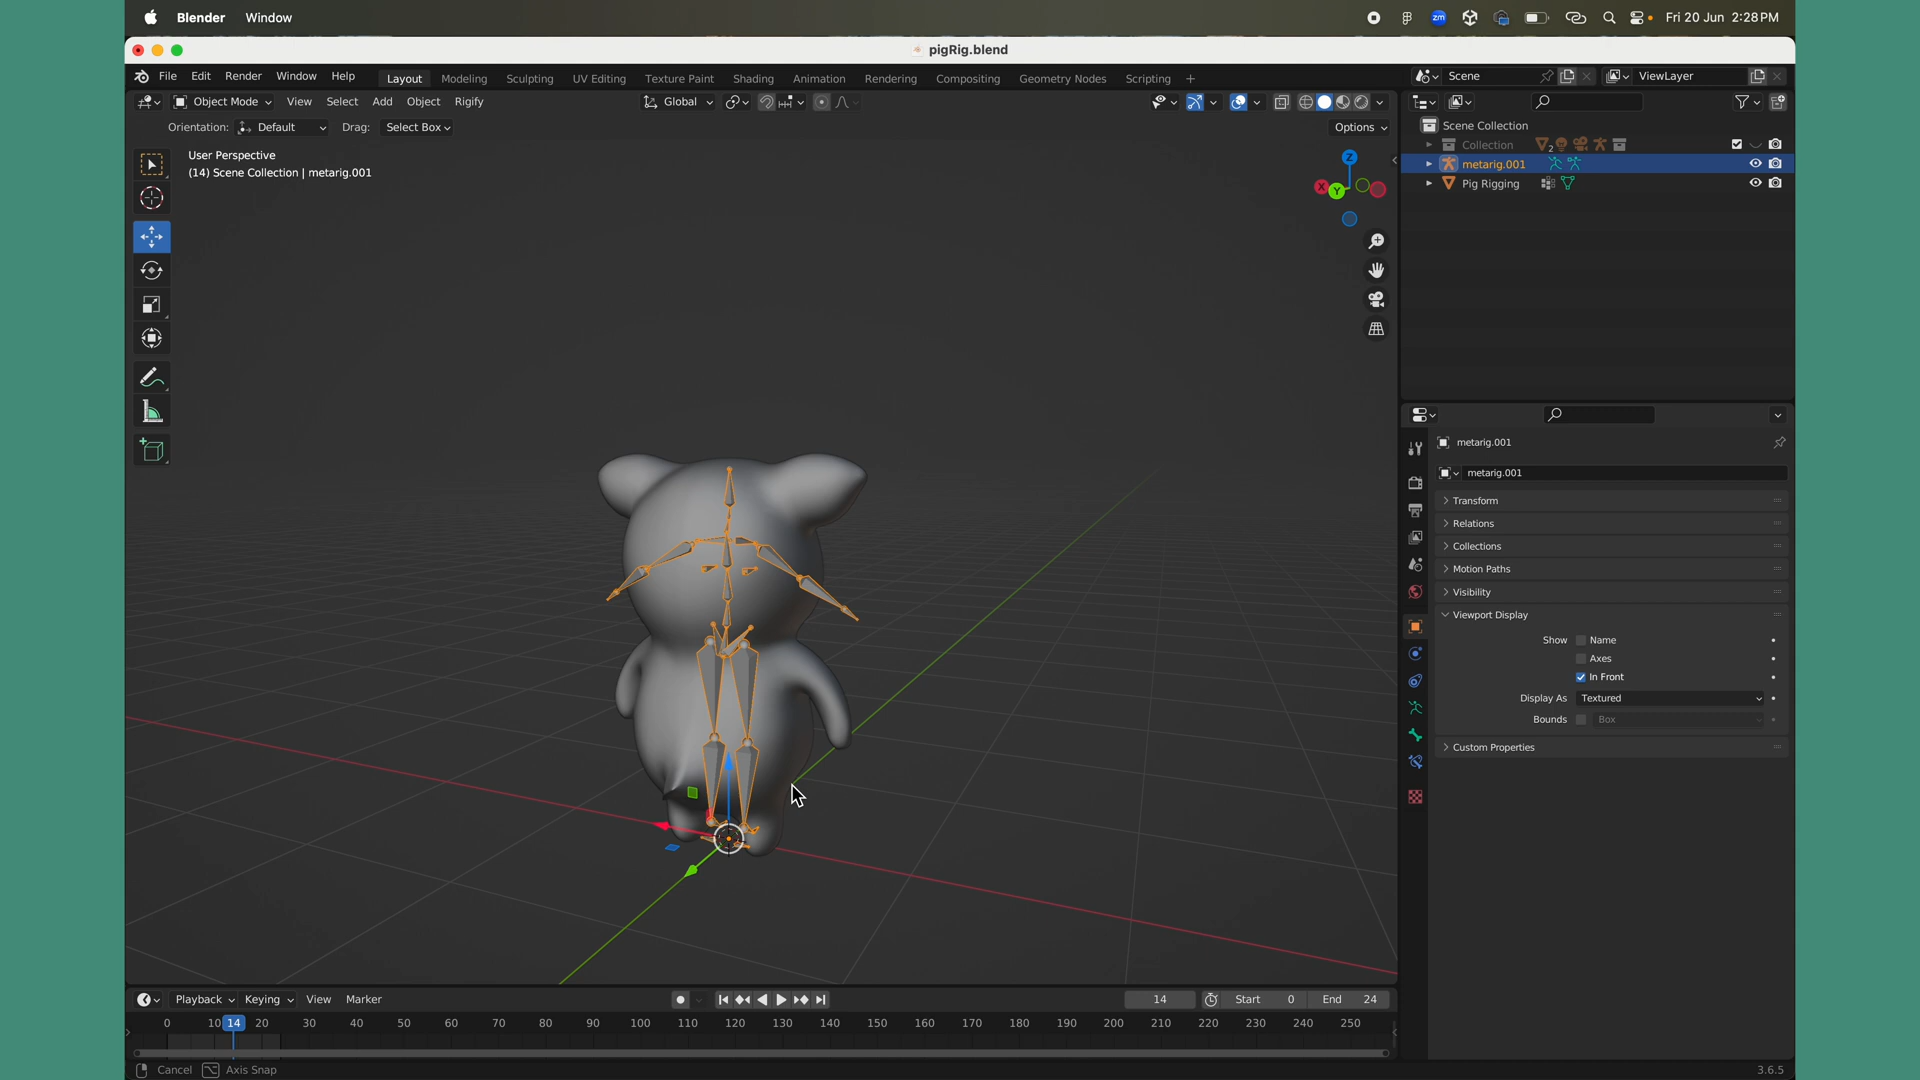 Blender Window zm Fri 20 Jun 2:28 PM
pigRig.blend
File Edit Render Window Help Layout Modeling Sculpting UV Editing Texture Paint Shading Animation Rendering Compositing Geometry Nodes Scripting + Scene ViewLayer
Object Mode View Select Add Object Rigify Global
Orientation: Default Drag: Select Box Options
User Perspective
(14) Scene Collection | metarig.001
Z
X
Y
Scene Collection
Collection 2
metarig.001
Pig Rigging
metarig.001
metarig.001
Transform
Relations
Collections
Motion Paths
Visibility
Viewport Display
Show Name
Axes
In Front
Display As Textured
Bounds Box
Custom Properties
Playback Keying View Marker 14 Start 0 End 24
0 10 14 20 30 40 50 60 70 80 90 100 110 120 130 140 150 160 170 180 190 200 210 220 230 240 250
Cancel Axis Snap 3.6.5